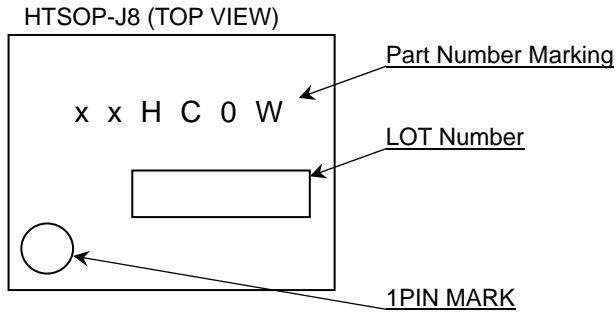 HTSOP-J8 (TOP VIEW)
Part Number Marking
x x H C 0 W
LOT Number
1PIN MARK